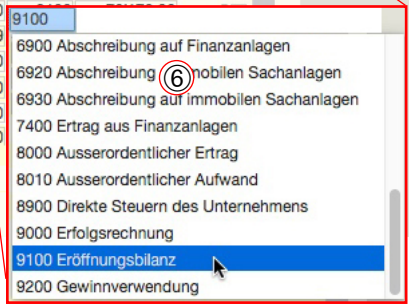 9100
6900 Abschreibung auf Finanzanlagen
6920 Abschreibung ⑥ mobilen Sachanlagen
6930 Abschreibung auf immobilen Sachanlagen
7400 Ertrag aus Finanzanlagen
8000 Ausserordentlicher Ertrag
8010 Ausserordentlicher Aufwand
8900 Direkte Steuern des Unternehmens
9000 Erfolgsrechnung
9100 Eröffnungsbilanz
9200 Gewinnverwendung